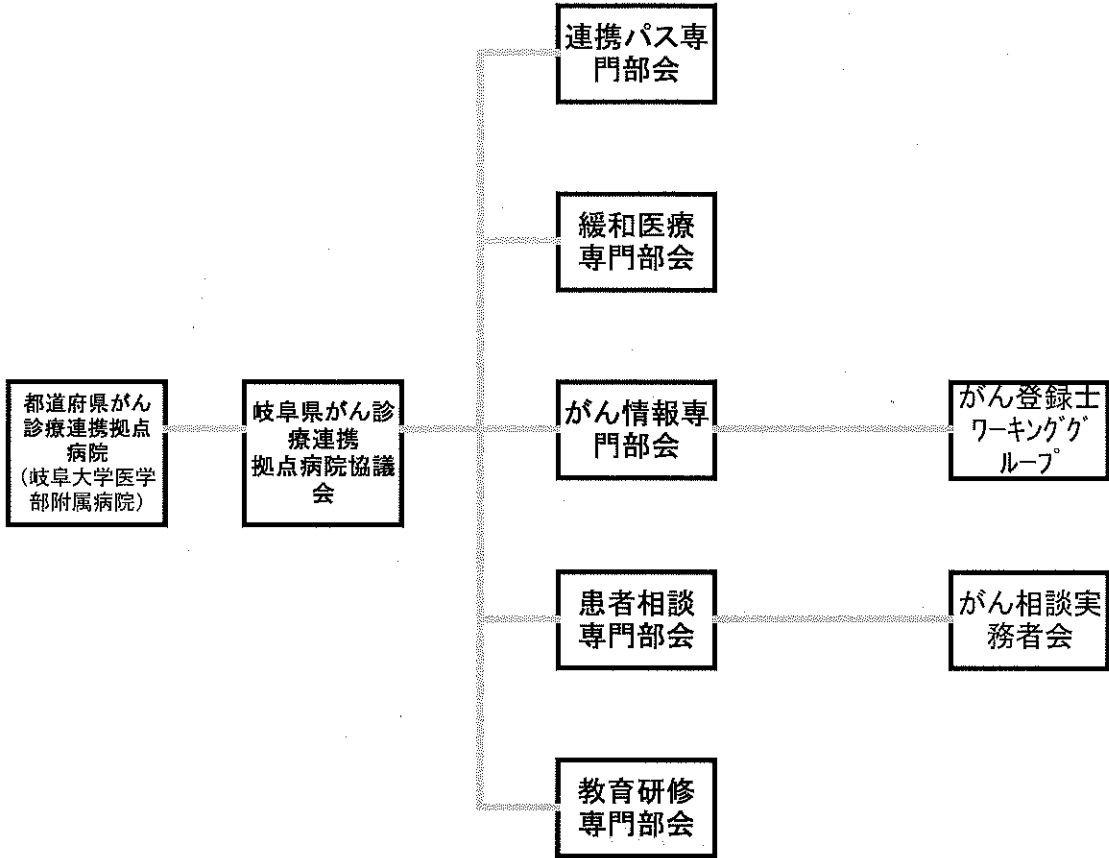 連携パス専
門部会
緩和医療
専門部会
都道府県がん
診療連携拠点
病院
(岐阜大学医学
部附属病院)
岐阜県がん診
療連携
拠点病院協議
会
がん情報専
門部会
がん登録士
ワーキンググ
ループ
患者相談
専門部会
がん相談実
務者会
教育研修
専門部会